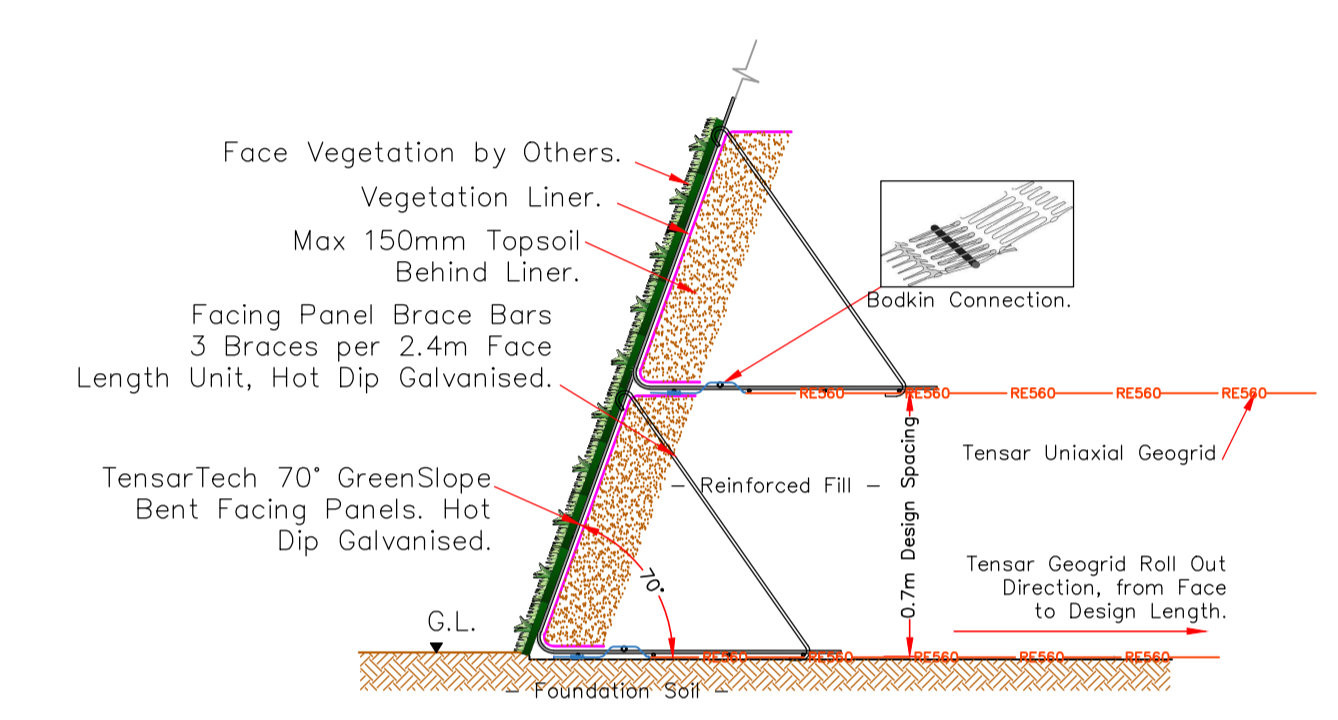 Face Vegetation by Others.
Vegetation Liner.
Max 150mm Topsoil
Behind Liner.
Facing Panel Brace Bars
3 Braces per 2.4m Face
Length Unit, Hot Dip Galvanised.
Bodkin Connection.
RE560 RE560 RE560 RE560 RE560
Tensar Uniaxial Geogrid
TensarTech 70° GreenSlope
Bent Facing Panels. Hot
Dip Galvanised.
– Reinforced Fill –
0.7m Design Spacing
70°
Tensar Geogrid Roll Out
Direction, from Face
to Design Length.
G.L.
RE560 RE560 RE560 RE560 RE560
– Foundation Soil –